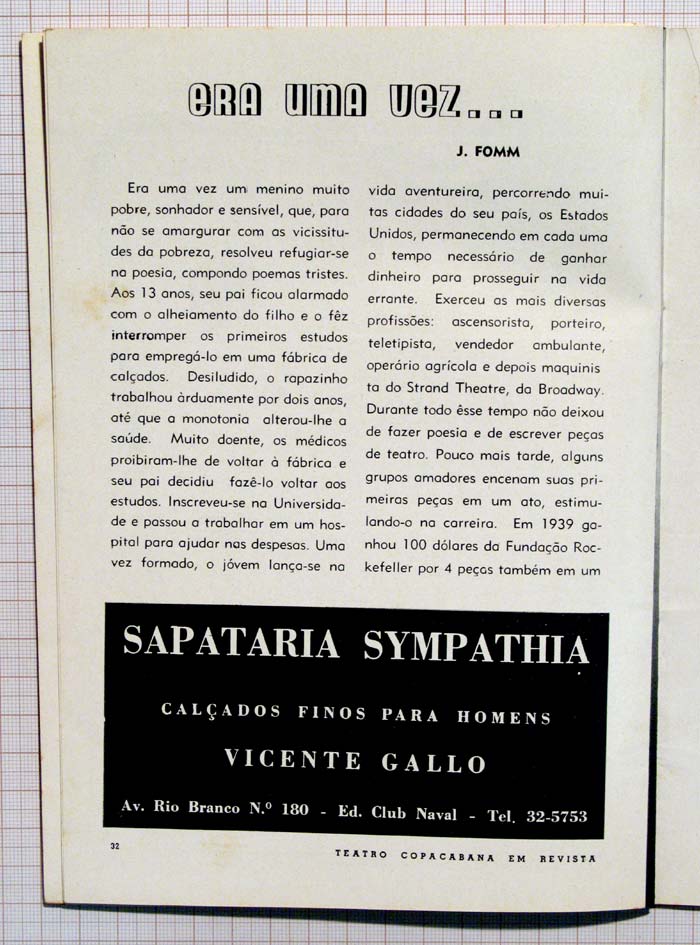 ERA UMA VEZ...
J. FOMM
Era uma vez um menino muito
pobre, sonhador e sensível, que, para
não se amargurar com as vicissitu-
des da pobreza, resolveu refugiar-se
na poesia, compondo poemas tristes.
Aos 13 anos, seu pai ficou alarmado
com o alheiamento do filho e o fêz
interromper os primeiros estudos
para empregá-lo em uma fábrica de
calçados. Desiludido, o rapazinho
trabalhou àrduamente por dois anos,
até que a monotonia alterou-lhe a
saúde. Muito doente, os médicos
proibiram-lhe de voltar à fábrica e
seu pai decidiu fazê-lo voltar aos
estudos. Inscreveu-se na Universida-
de e passou a trabalhar em um hos-
pital para ajudar nas despesas. Uma
vez formado, o jóvem lança-se na
vida aventureira, percorrendo mui-
tas cidades do seu país, os Estados
Unidos, permanecendo em cada uma
o tempo necessário de ganhar
dinheiro para prosseguir na vida
errante. Exerceu as mais diversas
profissões: ascensorista, porteiro,
teletipista, vendedor ambulante,
operário agrícola e depois maquinis
ta do Strand Theatre, da Broadway.
Durante todo êsse tempo não deixou
de fazer poesia e de escrever peças
de teatro. Pouco mais tarde, alguns
grupos amadores encenam suas pri-
meiras peças em um ato, estimu-
lando-o na carreira. Em 1939 ga-
nhou 100 dólares da Fundação Roc-
kefeller por 4 peças também em um
SAPATARIA SYMPATHIA
CALÇADOS FINOS PARA HOMENS
VICENTE GALLO
Av. Rio Branco N.º 180 - Ed. Club Naval - Tel. 32-5753
32
TEATRO COPACABANA EM REVISTA